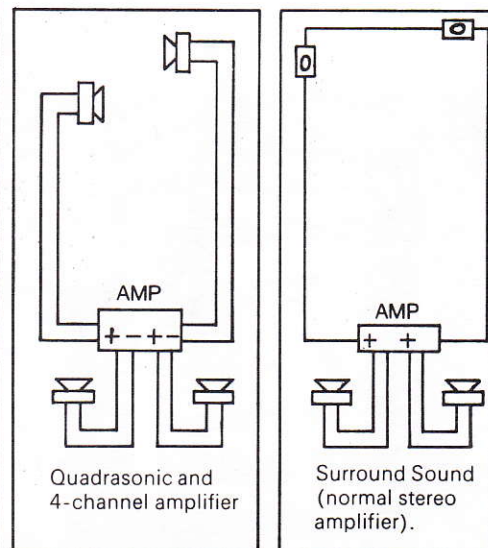 AMP
+ − + −
Quadrasonic and
4-channel amplifier
AMP
+ +
Surround Sound
(normal stereo
amplifier).